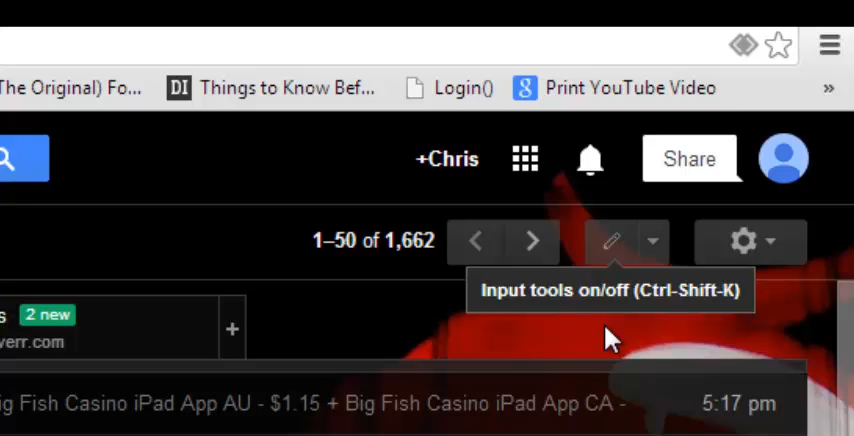 The Original) Fo... DI Things to Know Bef... Login() g Print YouTube Video »
+Chris Share
1–50 of 1,662
Input tools on/off (Ctrl-Shift-K)
s 2 new +
verr.com
ig Fish Casino iPad App AU - $1.15 + Big Fish Casino iPad App CA - 5:17 pm